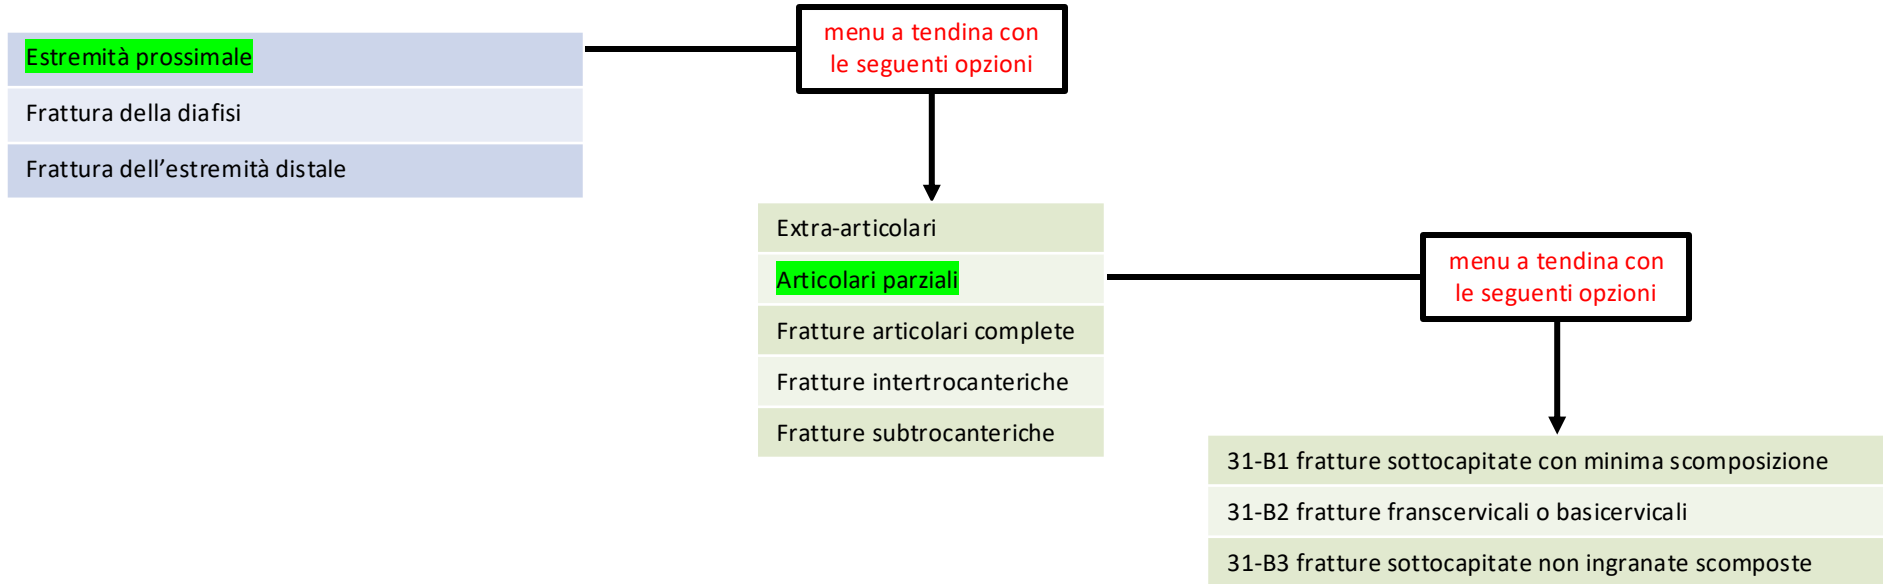 Estremità prossimale
Frattura della diafisi
Frattura dell’estremità distale
menu a tendina con
le seguenti opzioni
Extra-articolari
Articolari parziali
Fratture articolari complete
Fratture intertrocanteriche
Fratture subtrocanteriche
menu a tendina con
le seguenti opzioni
31-B1 fratture sottocapitate con minima scomposizione
31-B2 fratture franscervicali o basicervicali
31-B3 fratture sottocapitate non ingranate scomposte